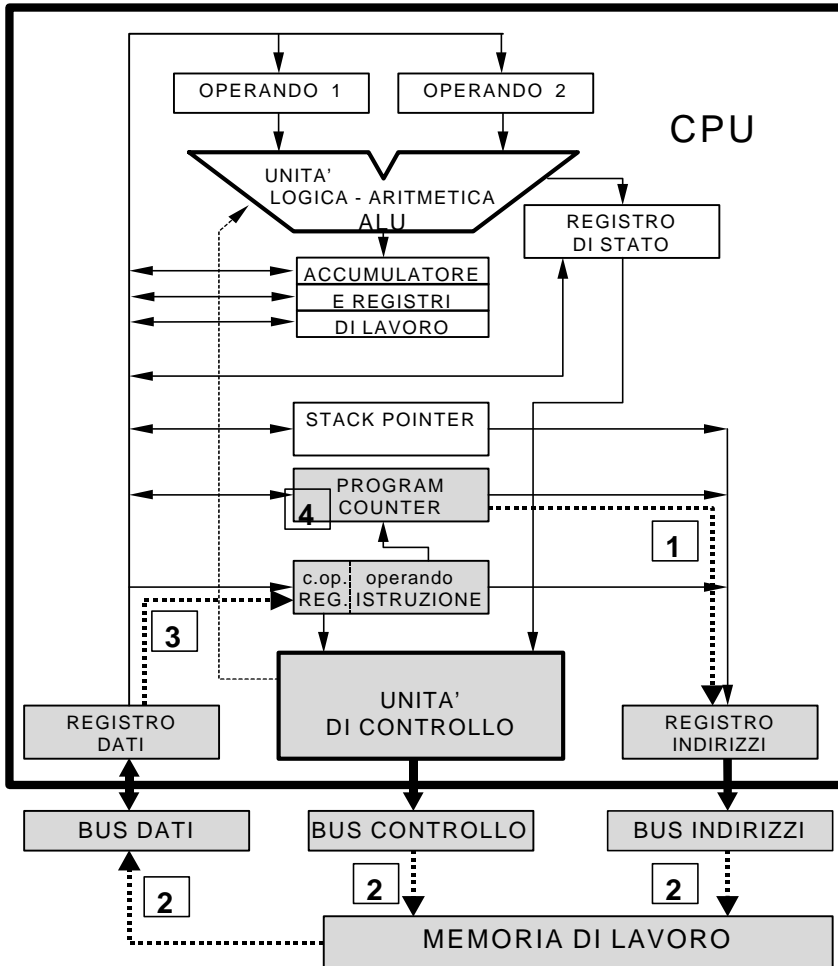 OPERANDO 1
OPERANDO 2
CPU
UNITA'
LOGICA - ARITMETICA
ALU
REGISTRO
DI STATO
ACCUMULATORE
E REGISTRI
DI LAVORO
STACK POINTER
PROGRAM
COUNTER
4
1
c.op. operando
REG. ISTRUZIONE
3
UNITA'
DI CONTROLLO
REGISTRO
DATI
REGISTRO
INDIRIZZI
BUS DATI
BUS CONTROLLO
BUS INDIRIZZI
2
2
2
MEMORIA DI LAVORO